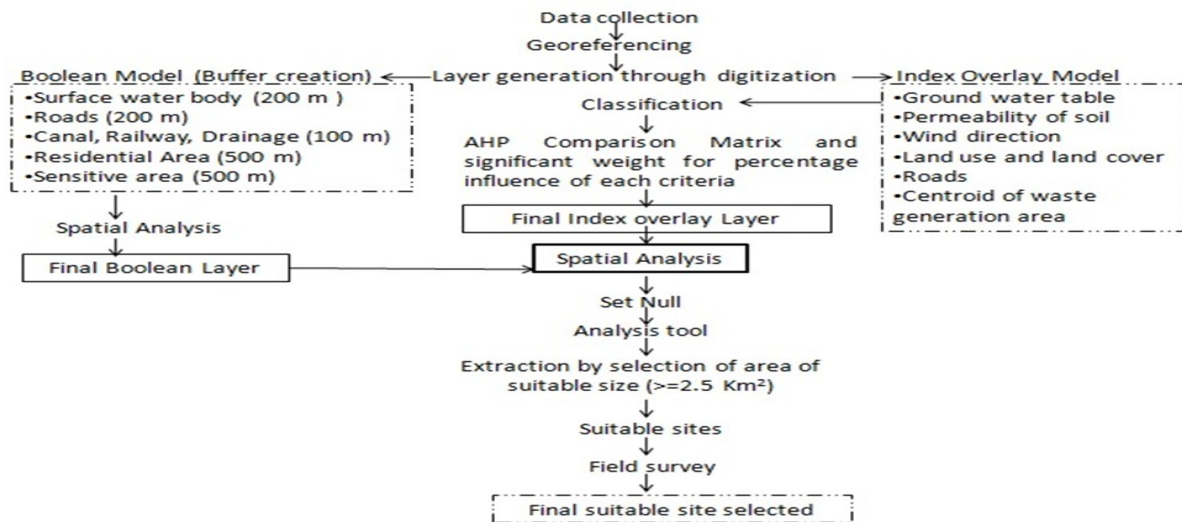 Data collection
Georeferencing
Boolean Model (Buffer creation)
Layer generation through digitization
Index Overlay Model
•Surface water body (200 m )
•Roads (200 m)
•Canal, Railway, Drainage (100 m)
•Residential Area (500 m)
•Sensitive area (500 m)
Spatial Analysis
Final Boolean Layer
Classification
AHP Comparison Matrix and
significant weight for percentage
influence of each criteria
Final Index overlay Layer
•Ground water table
•Permeability of soil
•Wind direction
•Land use and land cover
•Roads
•Centroid of waste
generation area
Spatial Analysis
Set Null
Analysis tool
Extraction by selection of area of
suitable size (>=2.5 Km²)
Suitable sites
Field survey
Final suitable site selected